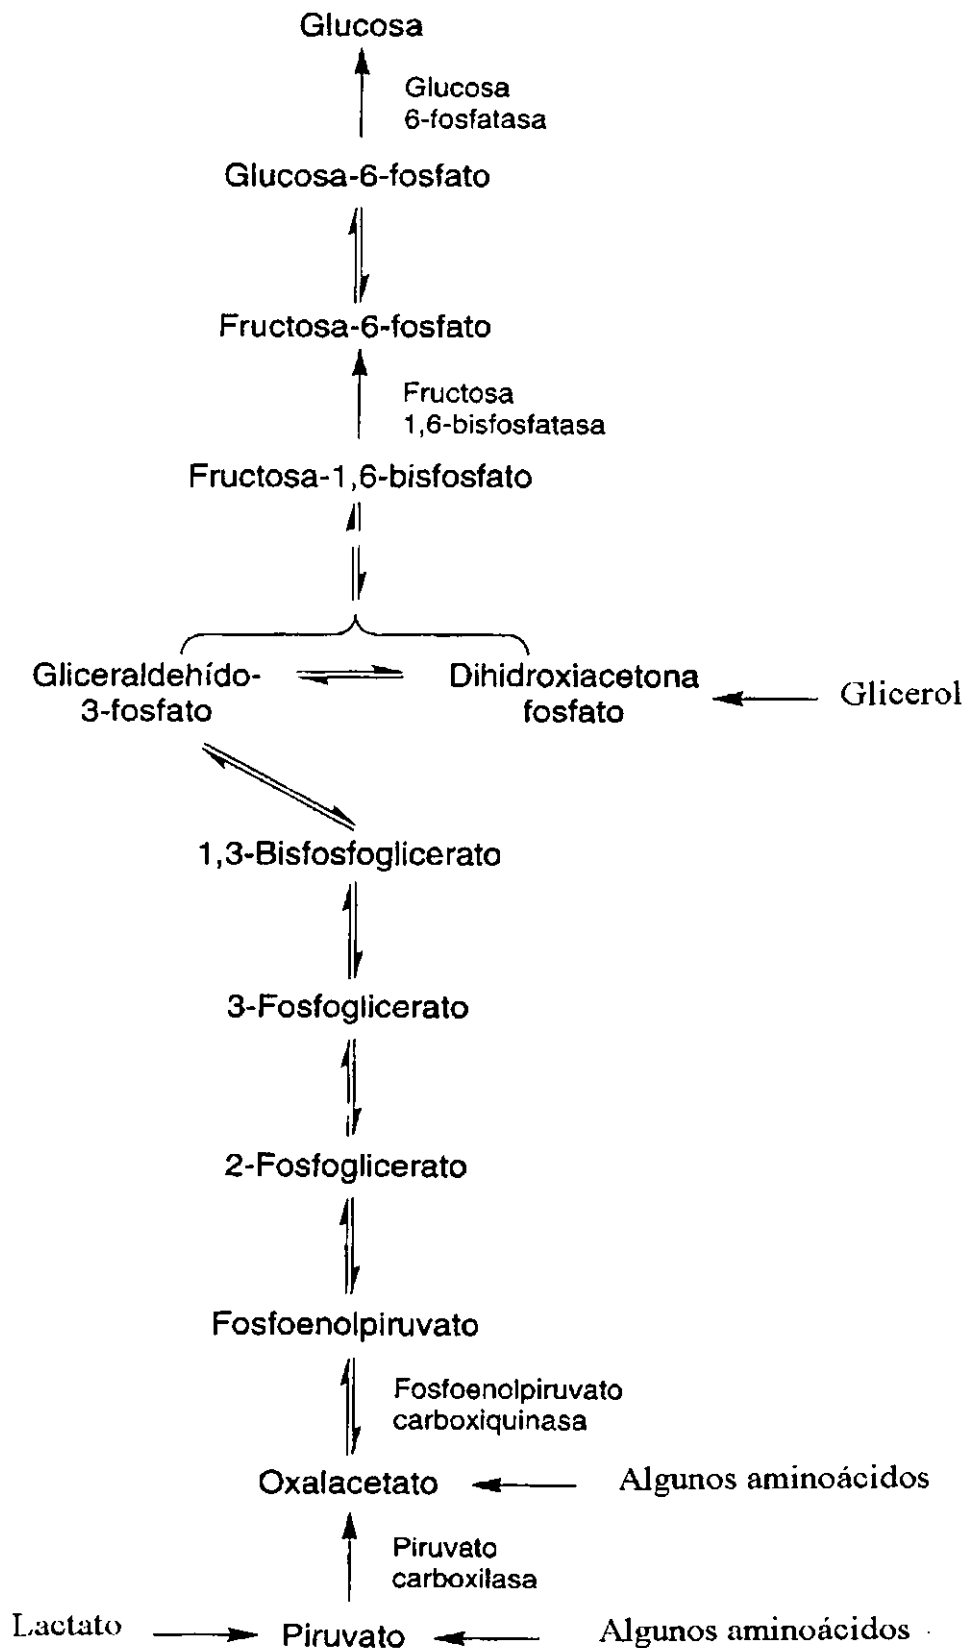 Glucosa
Glucosa
6-fosfatasa
Glucosa-6-fosfato
Fructosa-6-fosfato
Fructosa
1,6-bisfosfatasa
Fructosa-1,6-bisfosfato
Gliceraldehído-
3-fosfato
Dihidroxiacetona
fosfato
Glicerol
1,3-Bisfosfoglicerato
3-Fosfoglicerato
2-Fosfoglicerato
Fosfoenolpiruvato
Fosfoenolpiruvato
carboxiquinasa
Oxalacetato
Algunos aminoácidos
Piruvato
carboxilasa
Lactato
Piruvato
Algunos aminoácidos